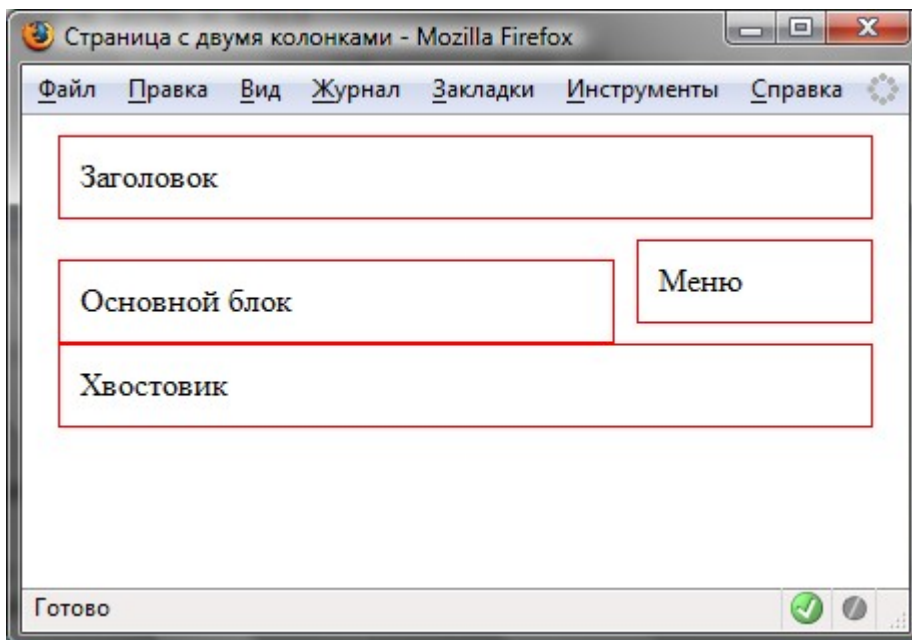 Страница с двумя колонками - Mozilla Firefox
Файл Правка Вид Журнал Закладки Инструменты Справка
Заголовок
Меню
Основной блок
Хвостовик
Готово